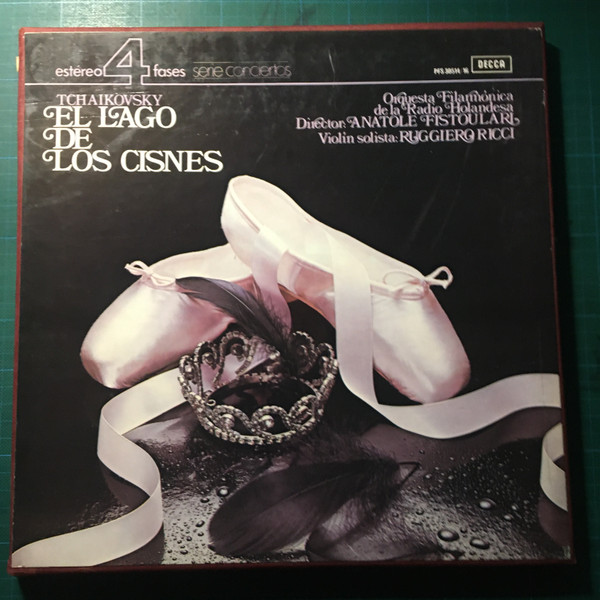 estéreo 4 fases serie conciertos
PFS 30514/16 DECCA
TCHAIKOVSKY
EL LAGO
DE
LOS CISNES
Orquesta Filarmónica
de la Radio Holandesa
Director: ANATOLE FISTOULARI
Violin solista: RUGGIERO RICCI